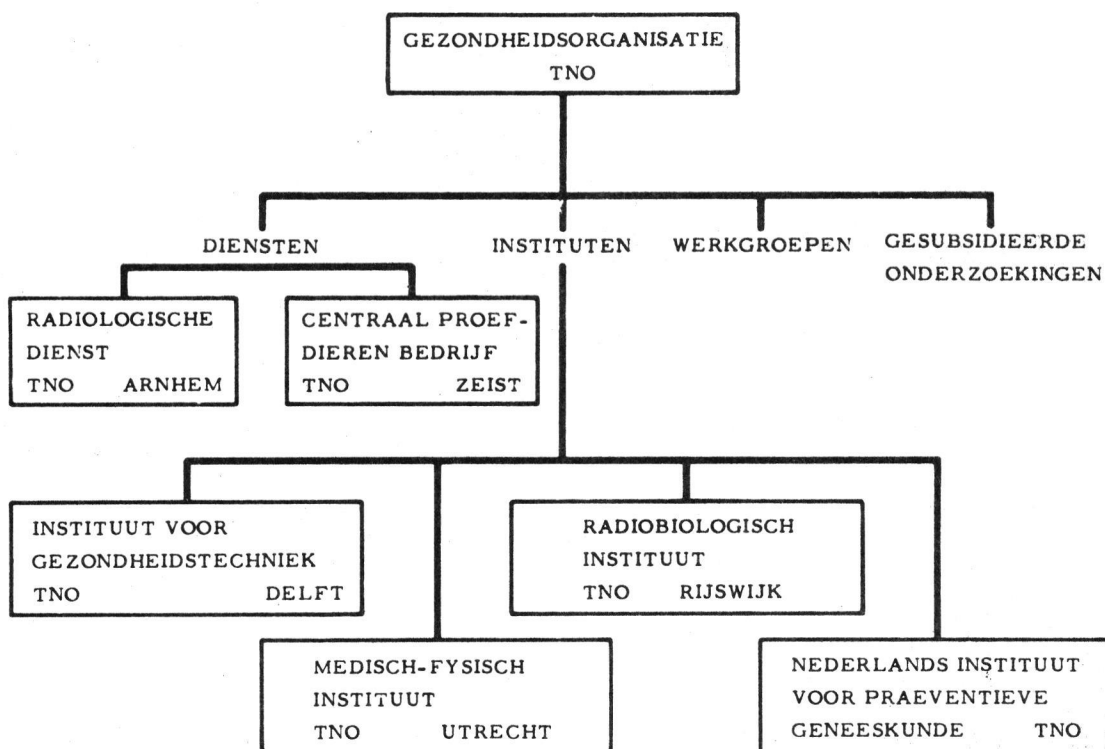 GEZONDHEIDSORGANISATIE
TNO
DIENSTEN
INSTITUTEN
WERKGROEPEN
GESUBSIDIEERDE
ONDERZOEKINGEN
RADIOLOGISCHE
DIENST
TNO ARNHEM
CENTRAAL PROEF-
DIEREN BEDRIJF
TNO ZEIST
INSTITUUT VOOR
GEZONDHEIDSTECHNIEK
TNO DELFT
RADIOBIOLOGISCH
INSTITUUT
TNO RIJSWIJK
MEDISCH-FYSISCH
INSTITUUT
TNO UTRECHT
NEDERLANDS INSTITUUT
VOOR PRAEVENTIEVE
GENEESKUNDE TNO